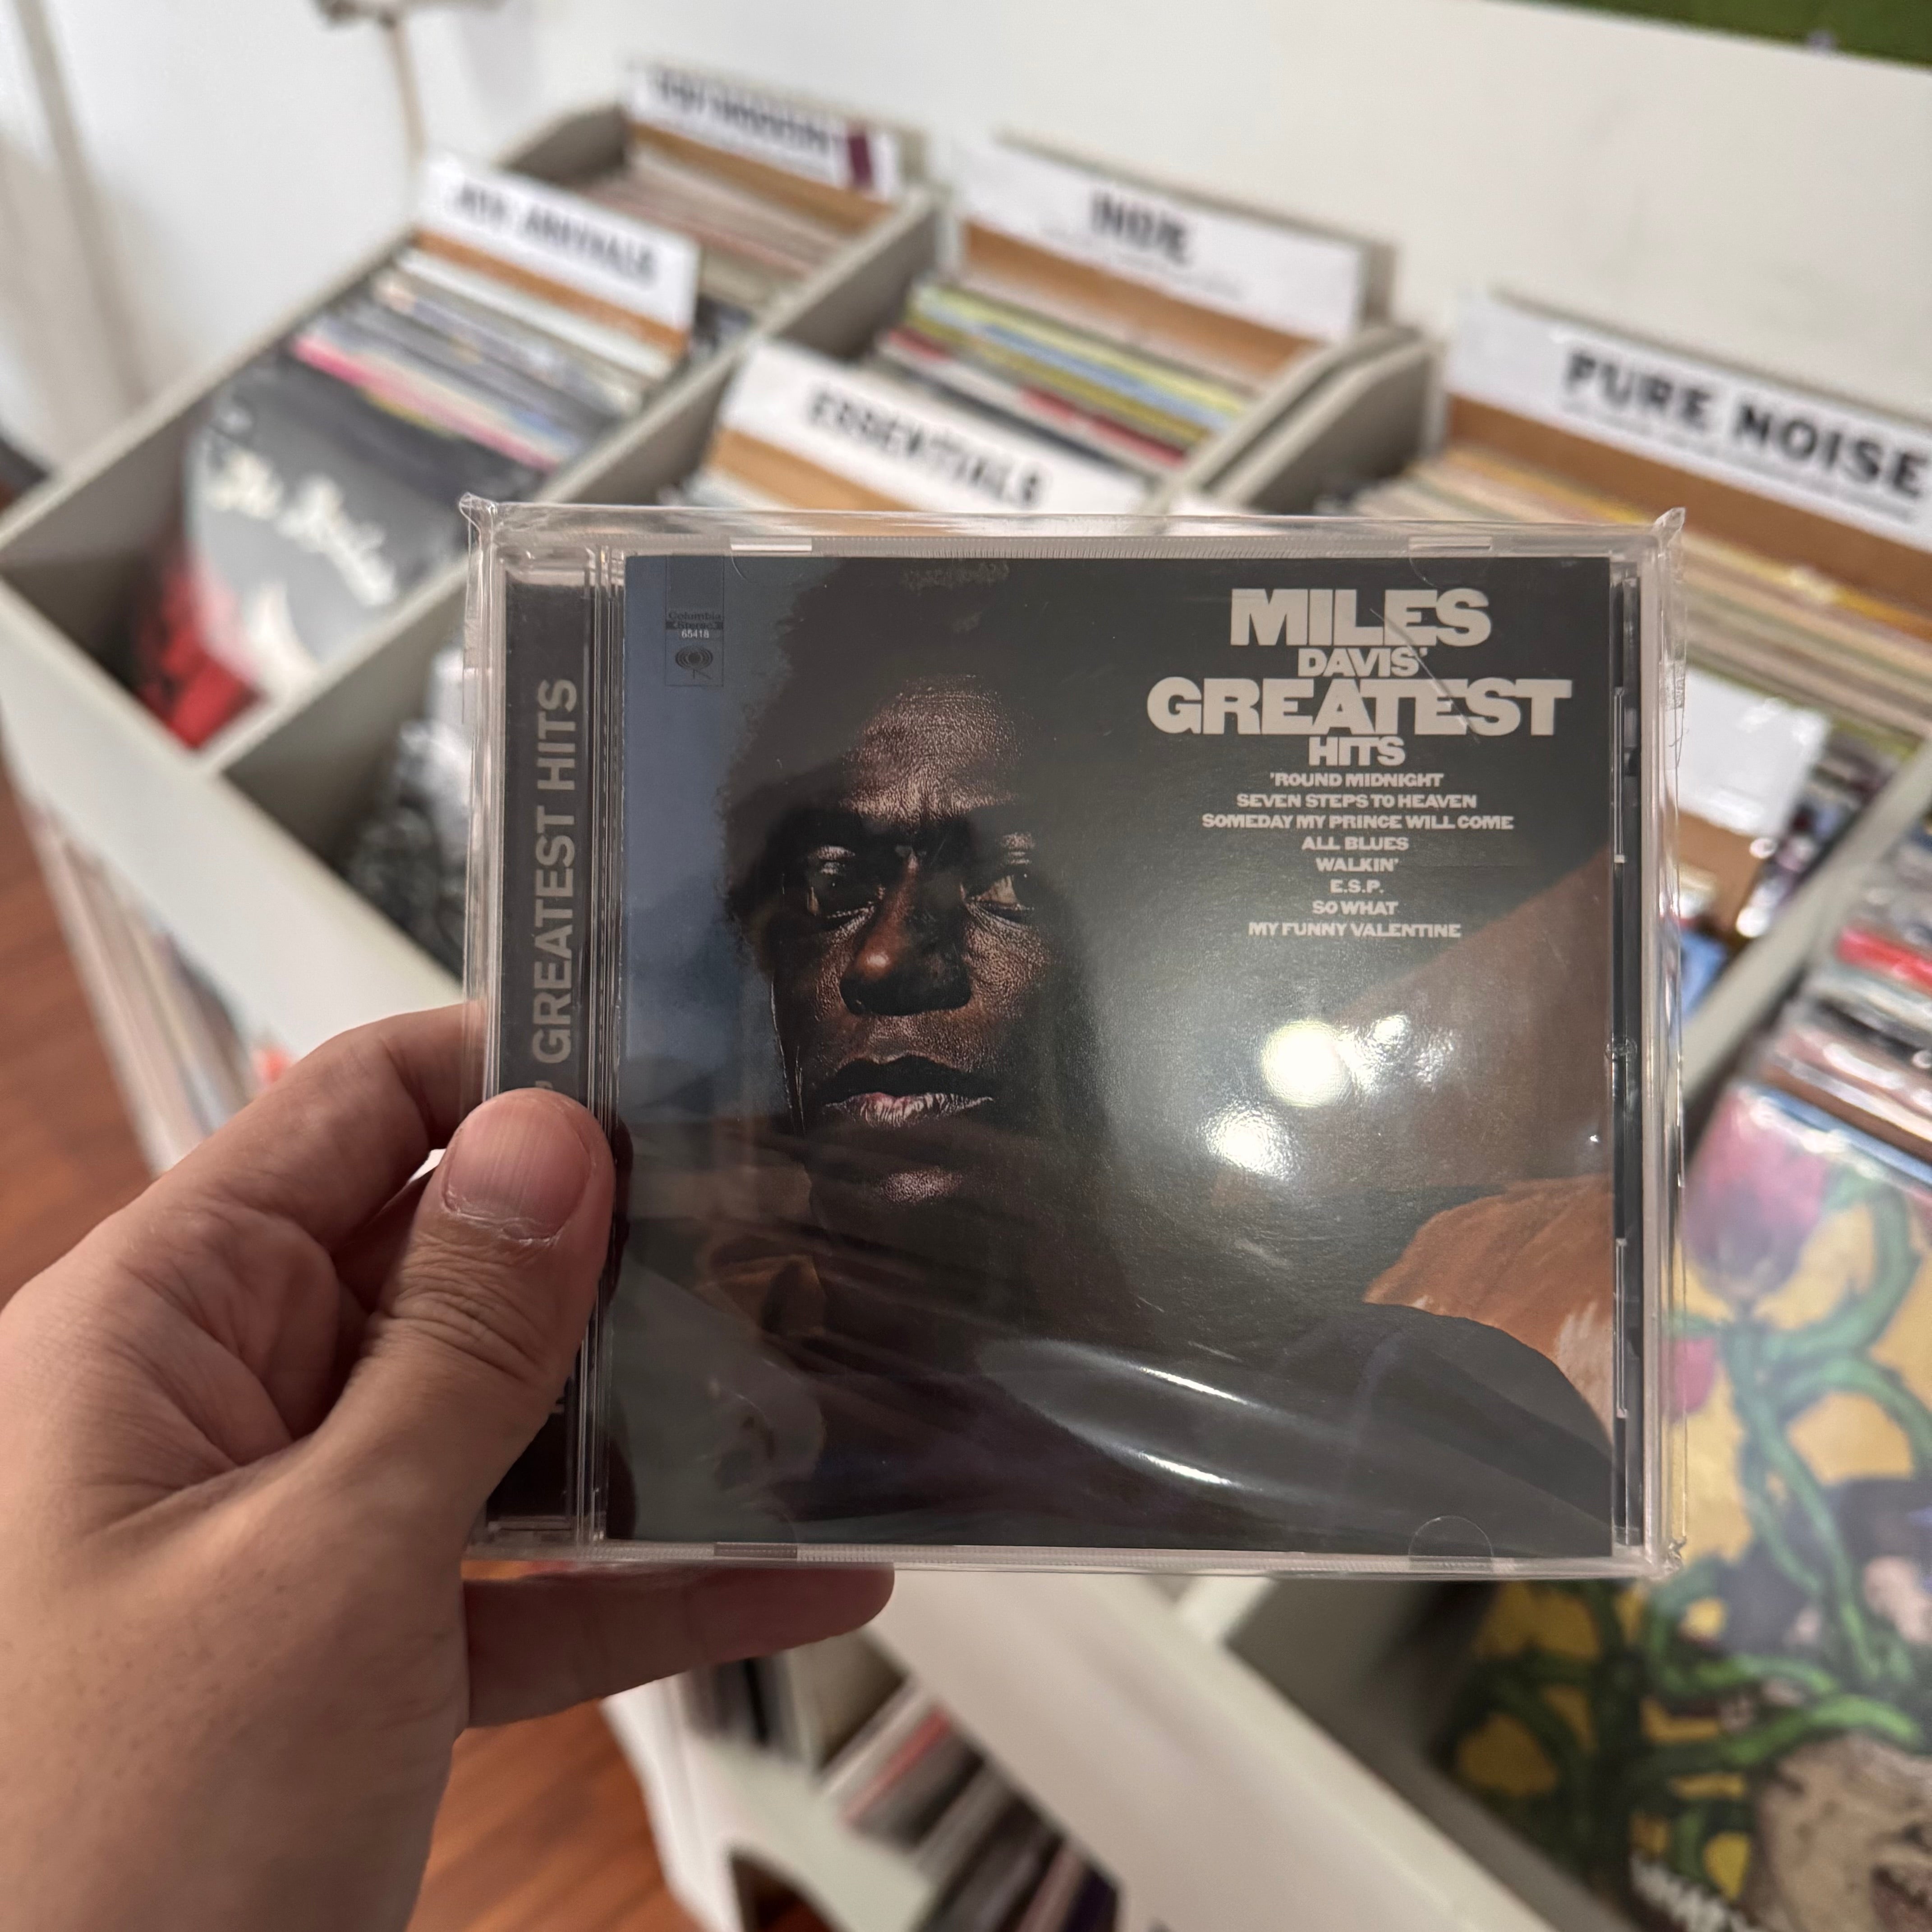 INDIE
ESSENTIALS
PURE NOISE
Columbia
Stereo
65418
GREATEST HITS
MILES
DAVIS'
GREATEST
HITS
'ROUND MIDNIGHT
SEVEN STEPS TO HEAVEN
SOMEDAY MY PRINCE WILL COME
ALL BLUES
WALKIN'
E.S.P.
SO WHAT
MY FUNNY VALENTINE